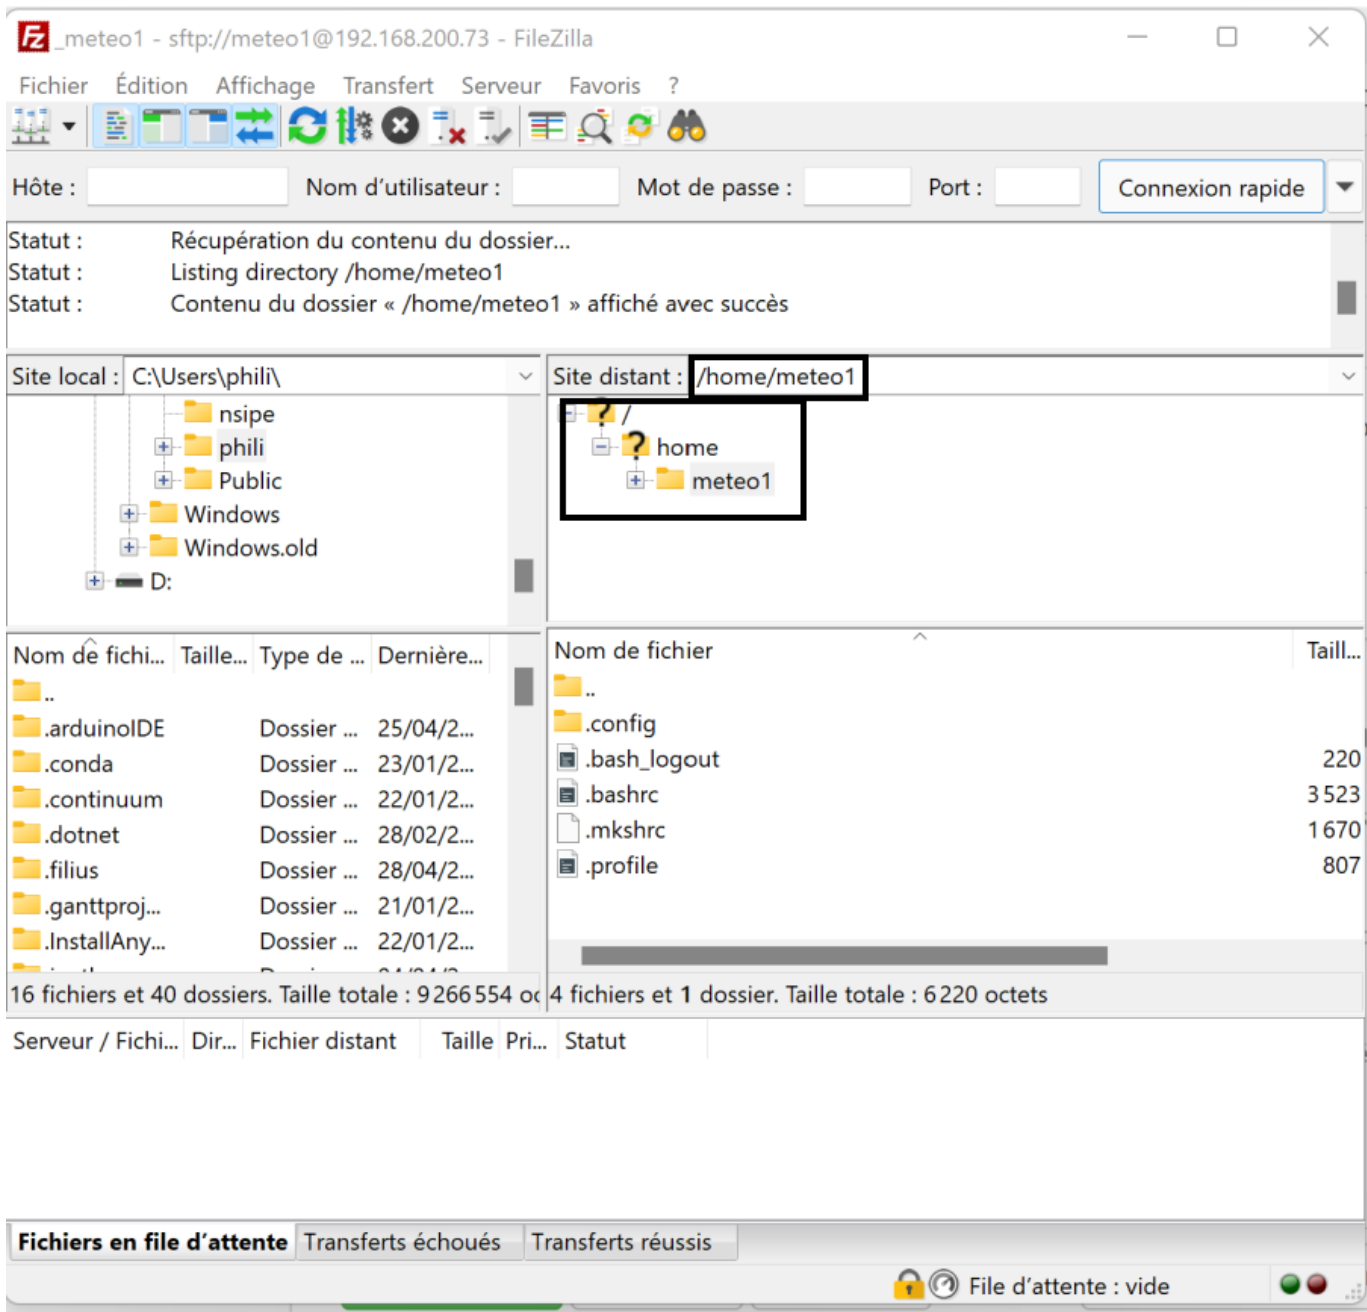 _meteo1 - sftp://meteo1@192.168.200.73 - FileZilla
Fichier Édition Affichage Transfert Serveur Favoris ?
Hôte : Nom d'utilisateur : Mot de passe : Port : Connexion rapide
Statut : Récupération du contenu du dossier...
Statut : Listing directory /home/meteo1
Statut : Contenu du dossier « /home/meteo1 » affiché avec succès
Site local : C:\Users\phili\
nsipe
phili
Public
Windows
Windows.old
D:
Site distant : /home/meteo1
/
home
meteo1
Nom de fichi... Taille... Type de ... Dernière...
..
.arduinoIDE Dossier ... 25/04/2...
.conda Dossier ... 23/01/2...
.continuum Dossier ... 22/01/2...
.dotnet Dossier ... 28/02/2...
.filius Dossier ... 28/04/2...
.ganttproj... Dossier ... 21/01/2...
.InstallAny... Dossier ... 22/01/2...
16 fichiers et 40 dossiers. Taille totale : 9 266 554 oc
Nom de fichier Taill...
..
.config
.bash_logout 220
.bashrc 3 523
.mkshrc 1 670
.profile 807
4 fichiers et 1 dossier. Taille totale : 6 220 octets
Serveur / Fichi... Dir... Fichier distant Taille Pri... Statut
Fichiers en file d'attente Transferts échoués Transferts réussis
File d'attente : vide